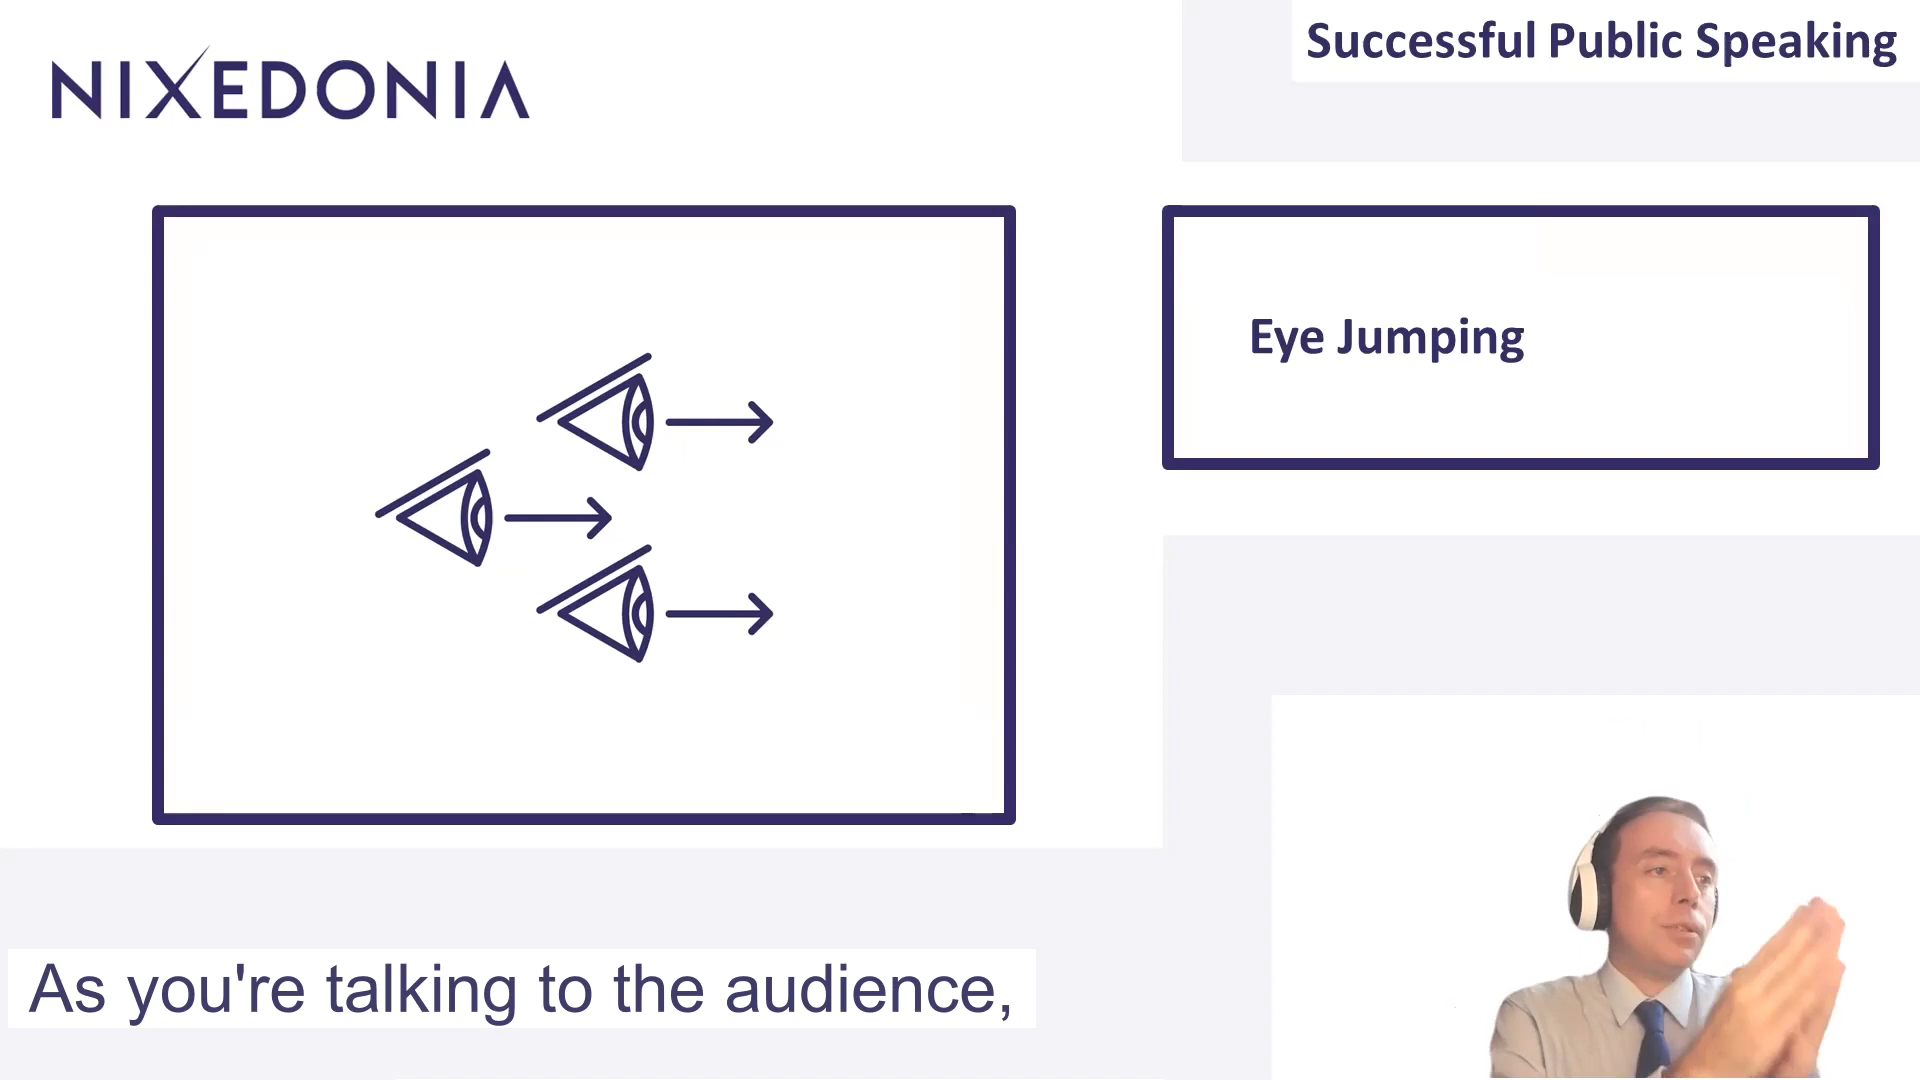 NIXEDONIA
Successful Public Speaking
Eye Jumping
As you're talking to the audience,